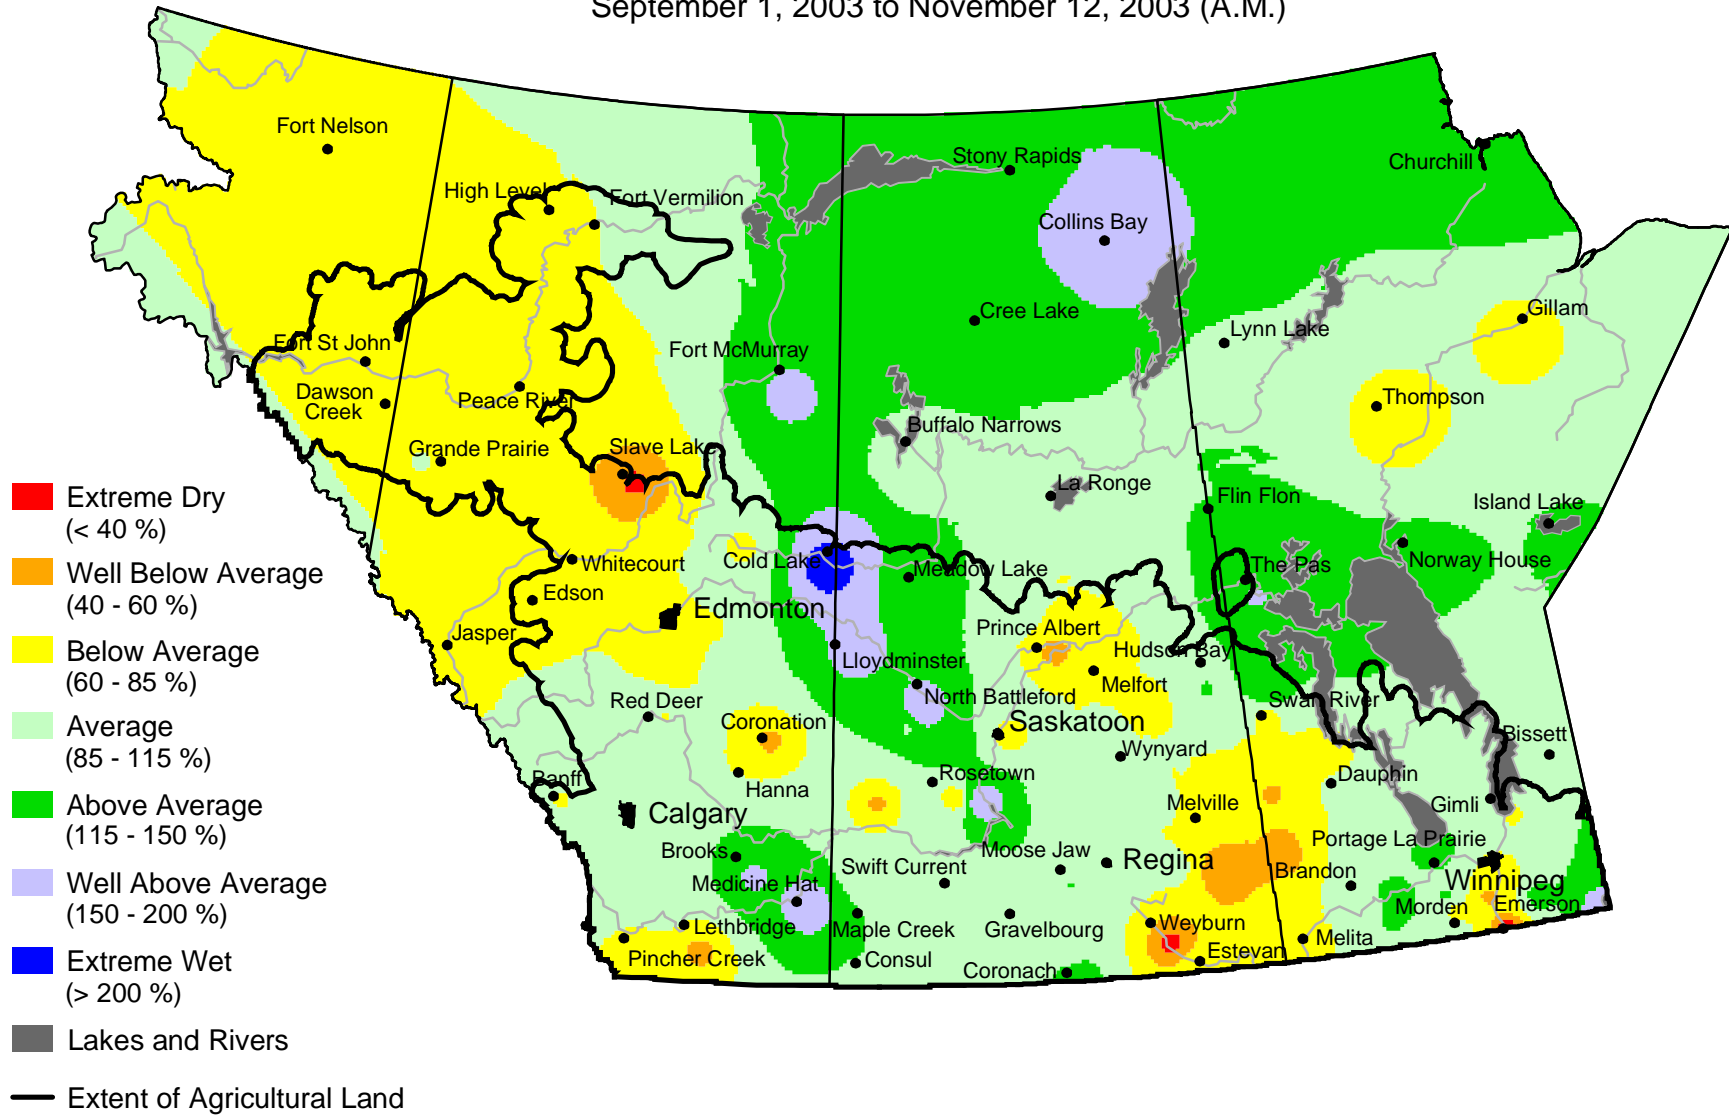 September 1, 2003 to November 12, 2003 (A.M.)
Fort Nelson
Stony Rapids
Churchill
High Level
Fort Vermilion
Collins Bay
Cree Lake
Gillam
Lynn Lake
Fort St John
Fort McMurray
Dawson
Creek
Peace River
Thompson
Buffalo Narrows
Grande Prairie
Slave Lake
La Ronge
Flin Flon
Island Lake
Whitecourt
Cold Lake
Meadow Lake
The Pas
Norway House
Edson
Edmonton
Jasper
Prince Albert
Hudson Bay
Lloydminster
Melfort
North Battleford
Red Deer
Swan River
Coronation
Saskatoon
Wynyard
Bissett
Banff
Hanna
Rosetown
Dauphin
Calgary
Melville
Gimli
Portage La Prairie
Brooks
Swift Current
Moose Jaw
Regina
Brandon
Medicine Hat
Winnipeg
Morden
Emerson
Lethbridge
Maple Creek
Gravelbourg
Weyburn
Melita
Pincher Creek
Consul
Coronach
Estevan
Extreme Dry
(< 40 %)
Well Below Average
(40 - 60 %)
Below Average
(60 - 85 %)
Average
(85 - 115 %)
Above Average
(115 - 150 %)
Well Above Average
(150 - 200 %)
Extreme Wet
(> 200 %)
Lakes and Rivers
Extent of Agricultural Land